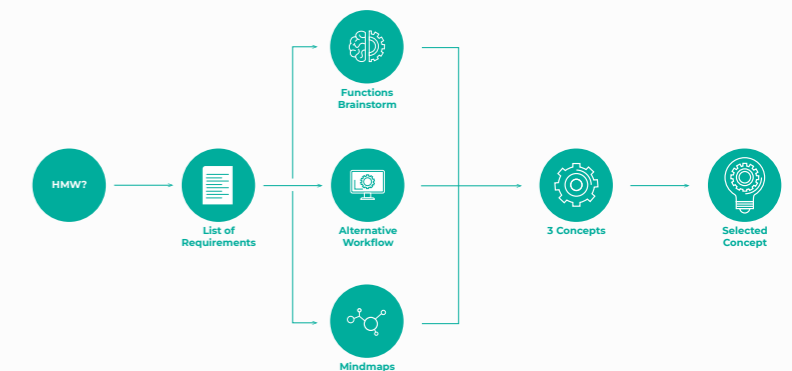 Functions
Brainstorm
HMW?
List of
Requirements
Alternative
Workflow
3 Concepts
Selected
Concept
Mindmaps